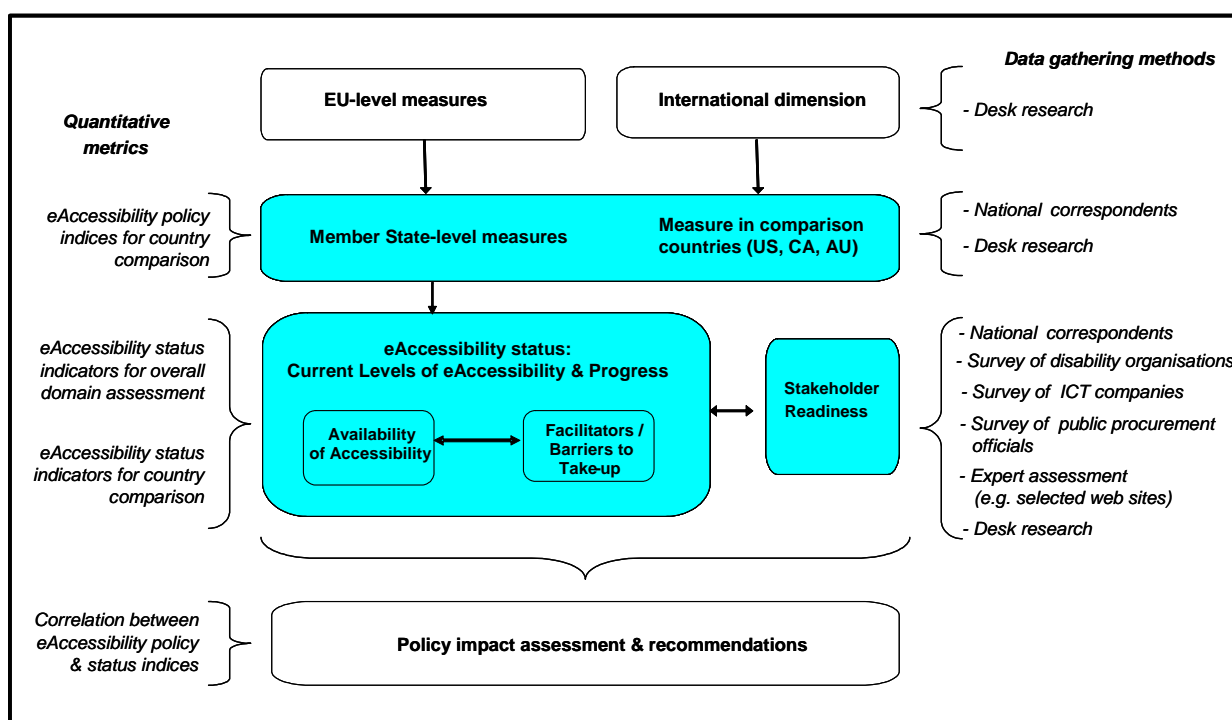 Data gathering methods
EU-level measures
International dimension
- Desk research
Quantitative
metrics
eAccessibility policy
indices for country
comparison
Member State-level measures
Measure in comparison
countries (US, CA, AU)
- National correspondents
- Desk research
eAccessibility status
indicators for overall
domain assessment
eAccessibility status
indicators for country
comparison
eAccessibility status:
Current Levels of eAccessibility & Progress
Availability
of Accessibility
Facilitators /
Barriers to
Take-up
Stakeholder
Readiness
- National correspondents
- Survey of disability organisations
- Survey of ICT companies
- Survey of public procurement
officials
- Expert assessment
(e.g. selected web sites)
- Desk research
Correlation between
eAccessibility policy
& status indices
Policy impact assessment & recommendations